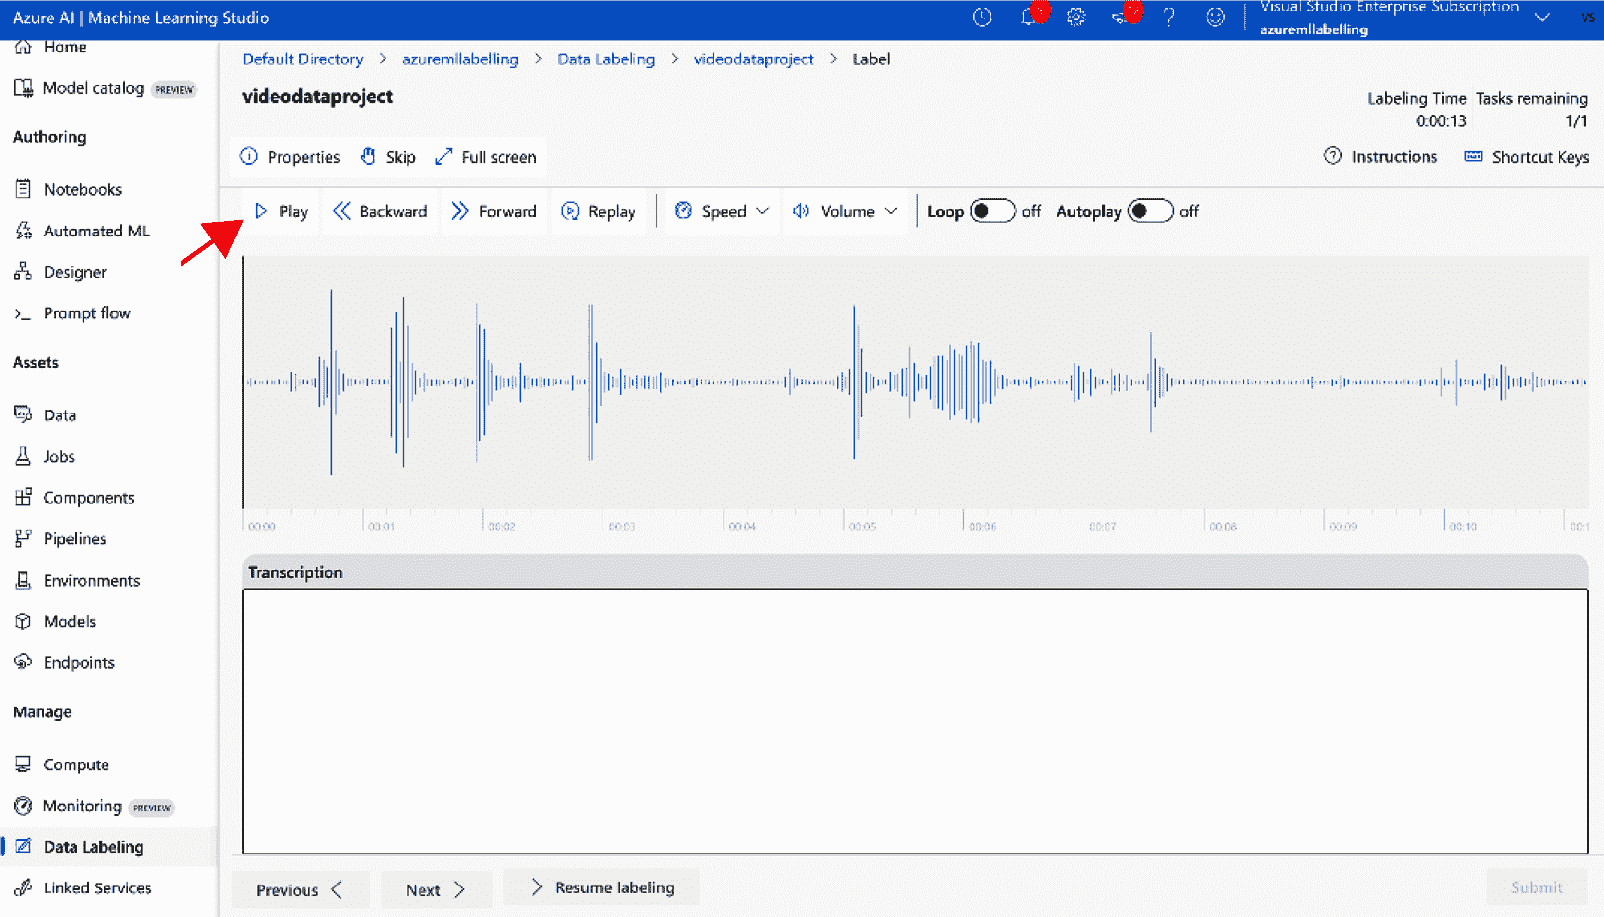 Azure AI | Machine Learning Studio
Visual Studio Enterprise Subscription
azuremllabelling
VS
Home
Model catalog PREVIEW
Authoring
Notebooks
Automated ML
Designer
Prompt flow
Assets
Data
Jobs
Components
Pipelines
Environments
Models
Endpoints
Manage
Compute
Monitoring PREVIEW
Data Labeling
Linked Services
Default Directory > azuremllabelling > Data Labeling > videodataproject > Label
videodataproject
Labeling Time Tasks remaining
0:00:13 1/1
Properties Skip Full screen
Instructions Shortcut Keys
Play Backward Forward Replay Speed Volume Loop off Autoplay off
00:00 00:01 00:02 00:03 00:04 00:05 00:06 00:07 00:08 00:09 00:10
Transcription
Previous Next Resume labeling Submit